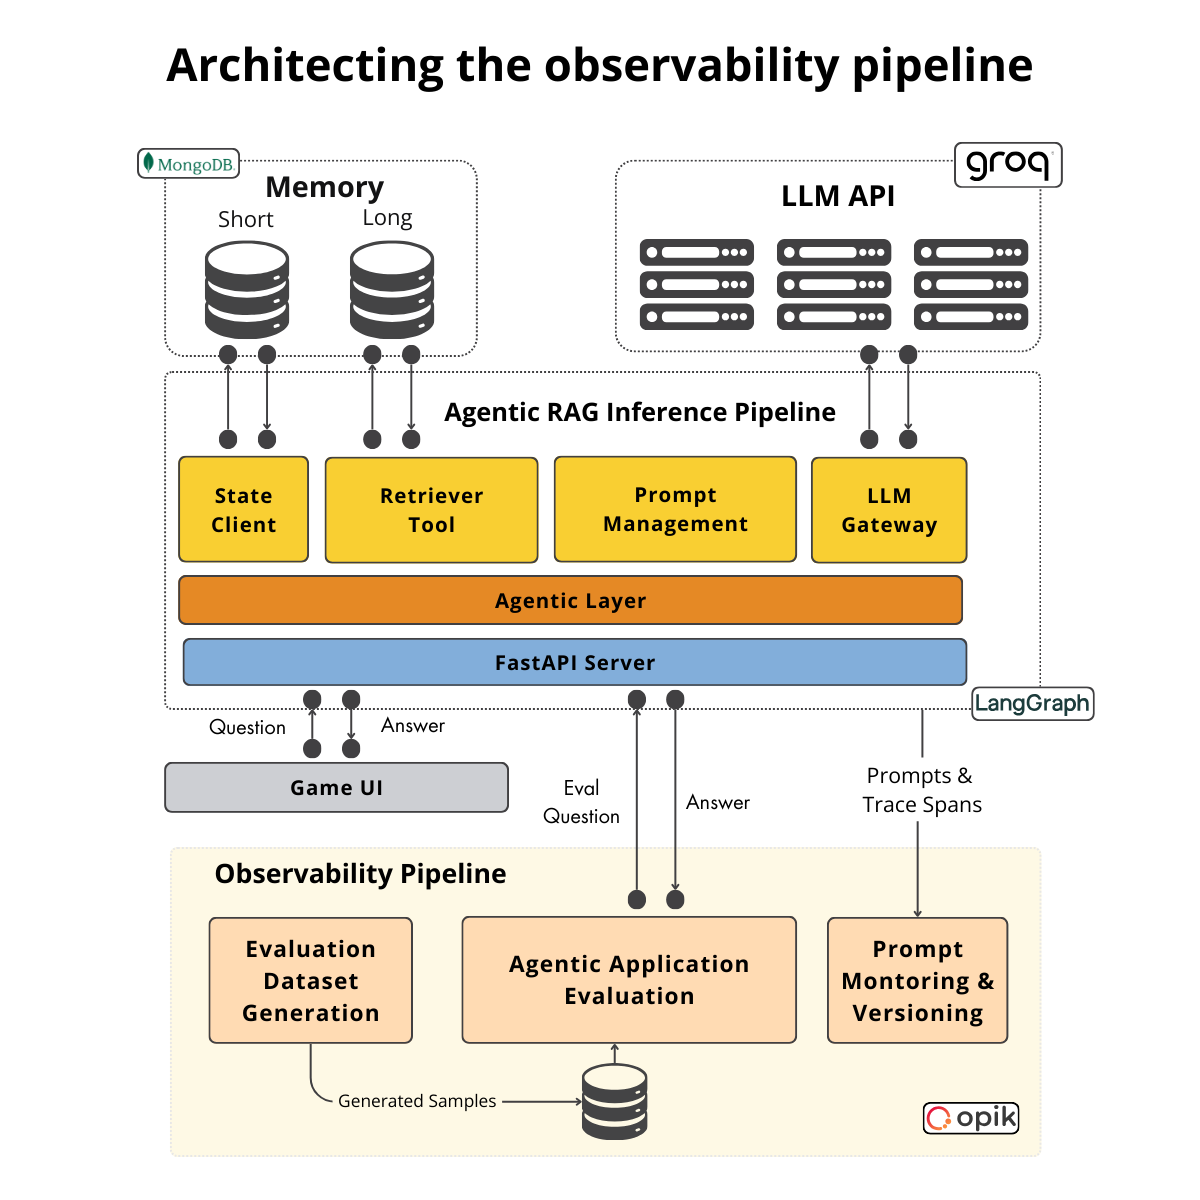 Architecting the observability pipeline
MongoDB.
Memory
Short
Long
groq
LLM API
Agentic RAG Inference Pipeline
State
Client
Retriever
Tool
Prompt
Management
LLM
Gateway
Agentic Layer
FastAPI Server
LangGraph
Question
Answer
Game UI
Eval
Question
Answer
Prompts &
Trace Spans
Observability Pipeline
Evaluation
Dataset
Generation
Agentic Application
Evaluation
Prompt
Montoring &
Versioning
Generated Samples
opik